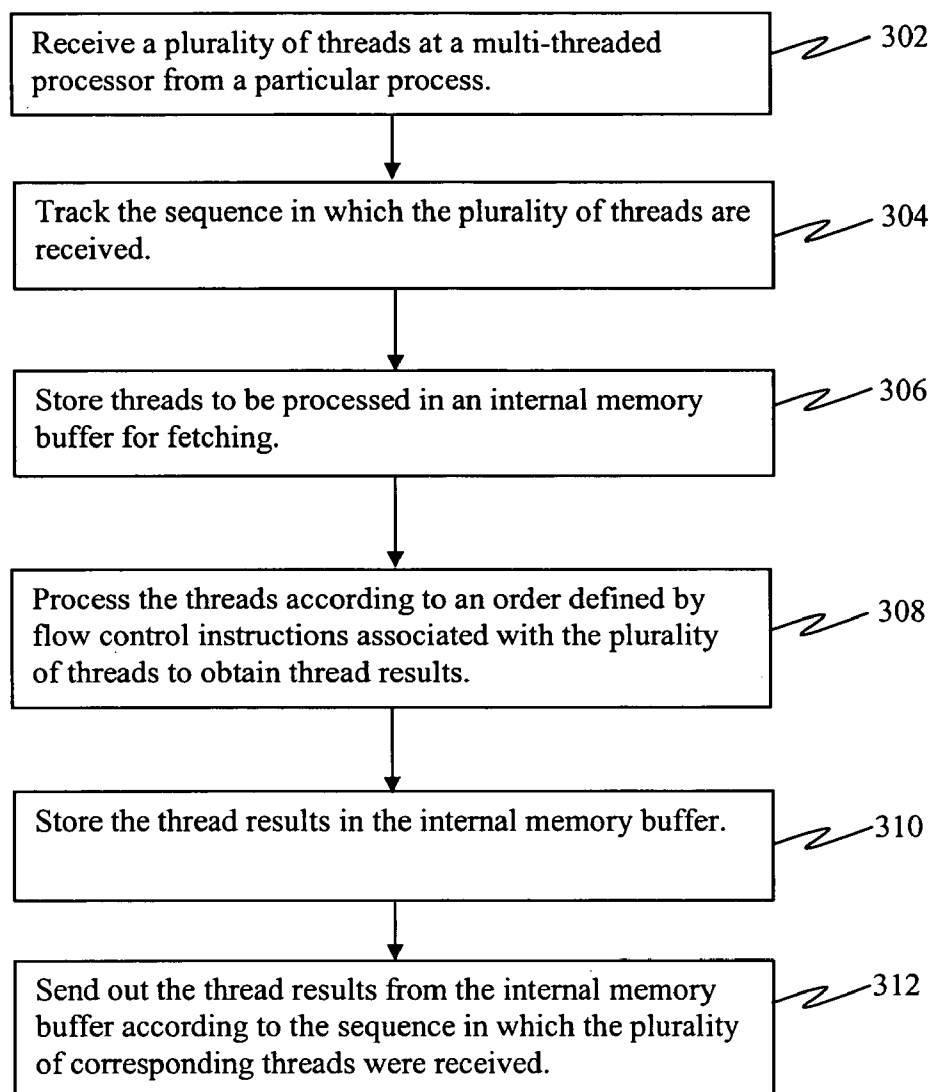 Receive a plurality of threads at a multi-threaded
processor from a particular process.
302
Track the sequence in which the plurality of threads are
received.
304
Store threads to be processed in an internal memory
buffer for fetching.
306
Process the threads according to an order defined by
flow control instructions associated with the plurality
of threads to obtain thread results.
308
Store the thread results in the internal memory buffer.
310
Send out the thread results from the internal memory
buffer according to the sequence in which the plurality
of corresponding threads were received.
312